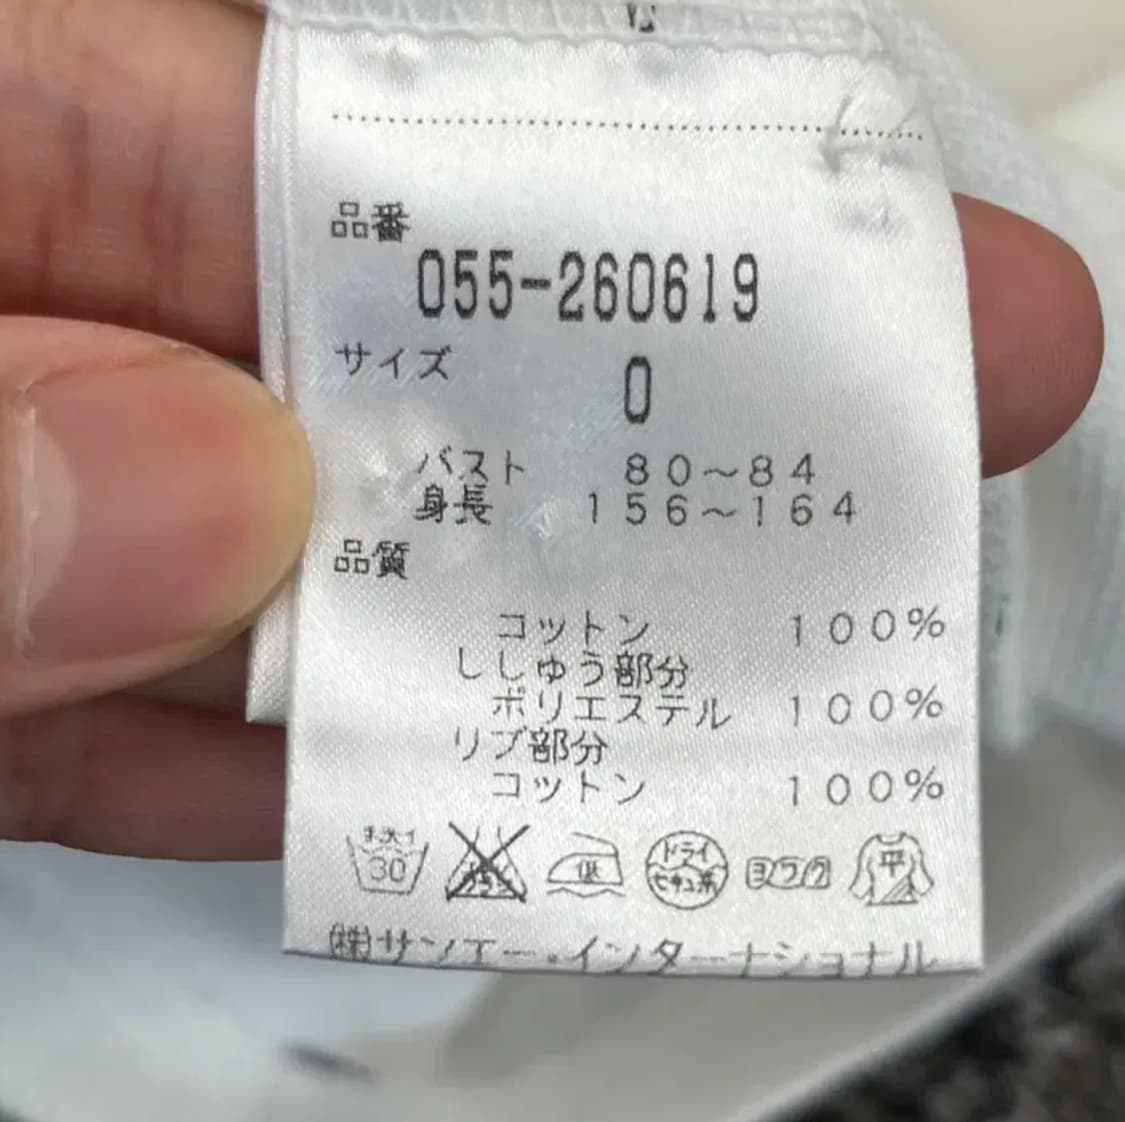 品番
055-260619
サイズ 0
バスト 80~84
身長 156~164
品質
コットン 100%
ししゅう部分
ポリエステル 100%
リブ部分
コットン 100%
手洗イ 30 低 ドライ セキユ系 ヨワク 平
(株)サンエー・インターナショナル